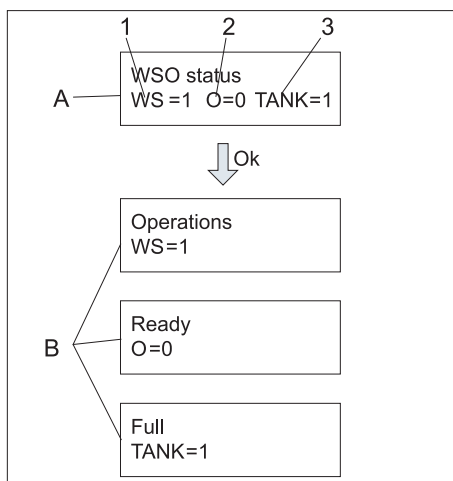 1 2 3
WSO status
A
WS =1 O=0 TANK=1
Ok
Operations
WS=1
Ready
B
O=0
Full
TANK=1